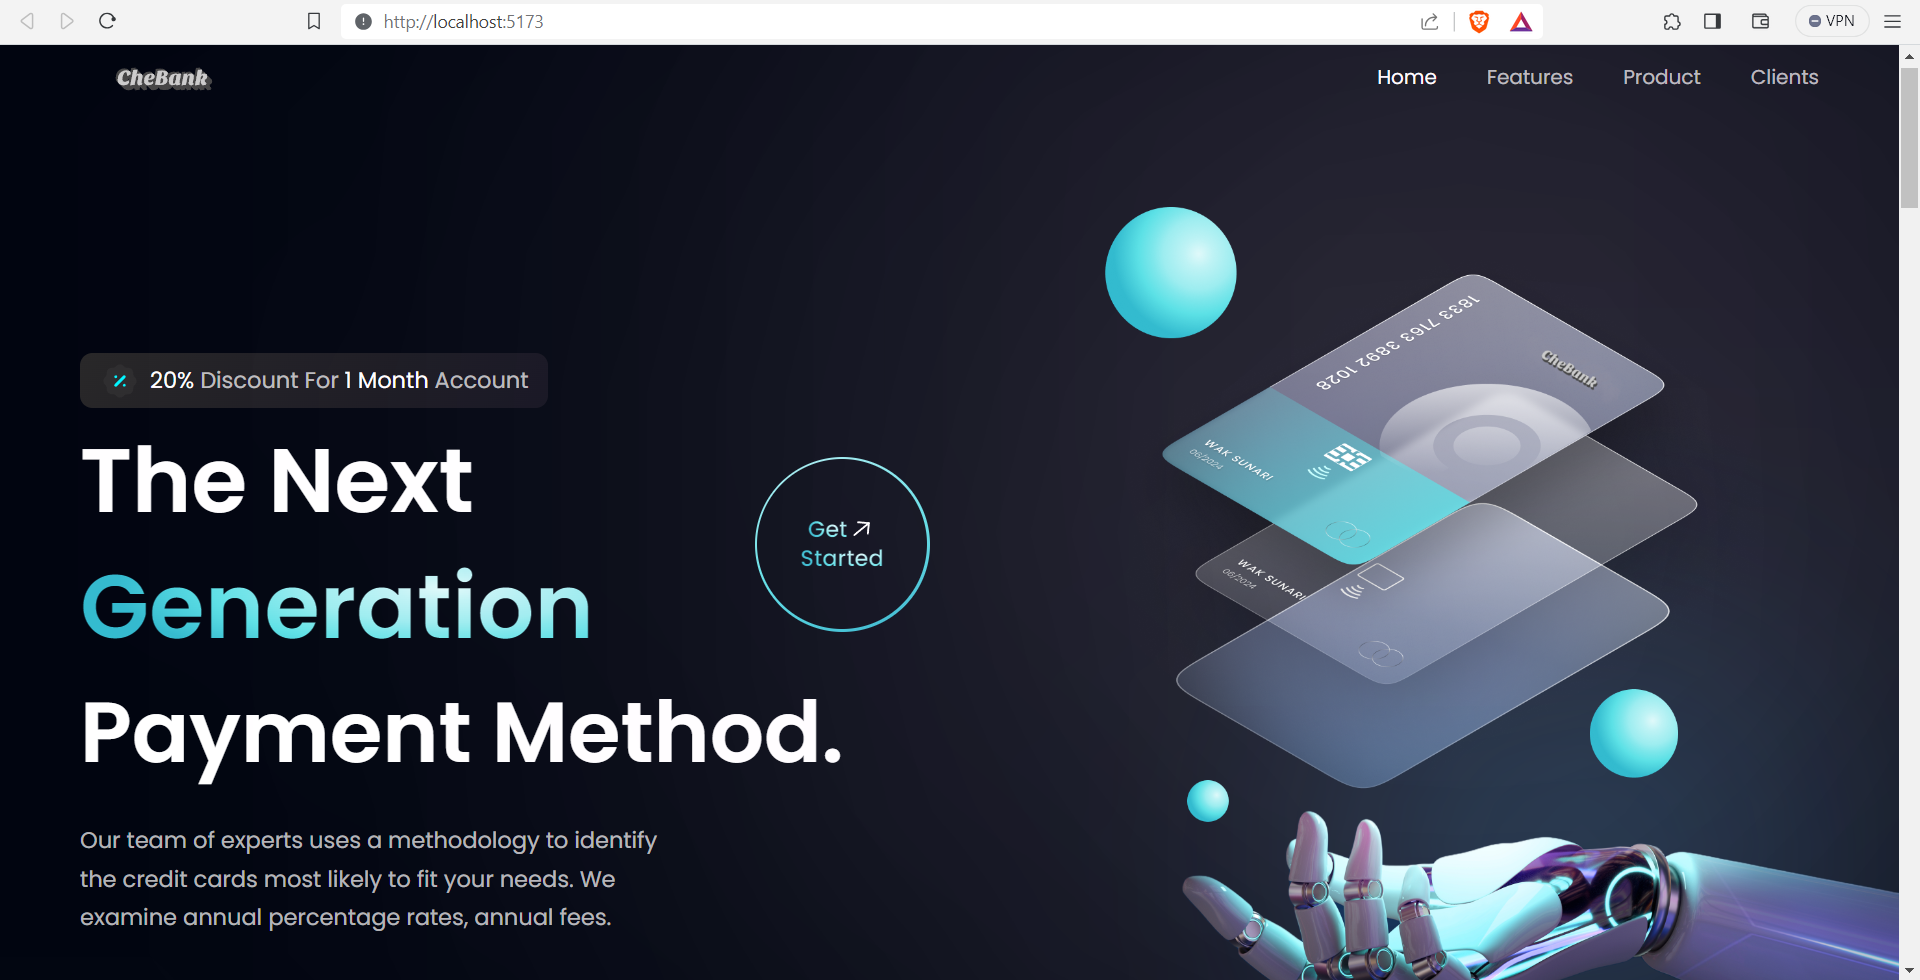 http://localhost:5173
VPN
CheBank
Home Features Product Clients
20% Discount For 1 Month Account
The Next
Generation
Payment Method.
Get
Started
Our team of experts uses a methodology to identify
the credit cards most likely to fit your needs. We
examine annual percentage rates, annual fees.
1833 7163 3892 1028
CheBank
WAK SUNARI
06/2024
WAK SUNARI
06/2024